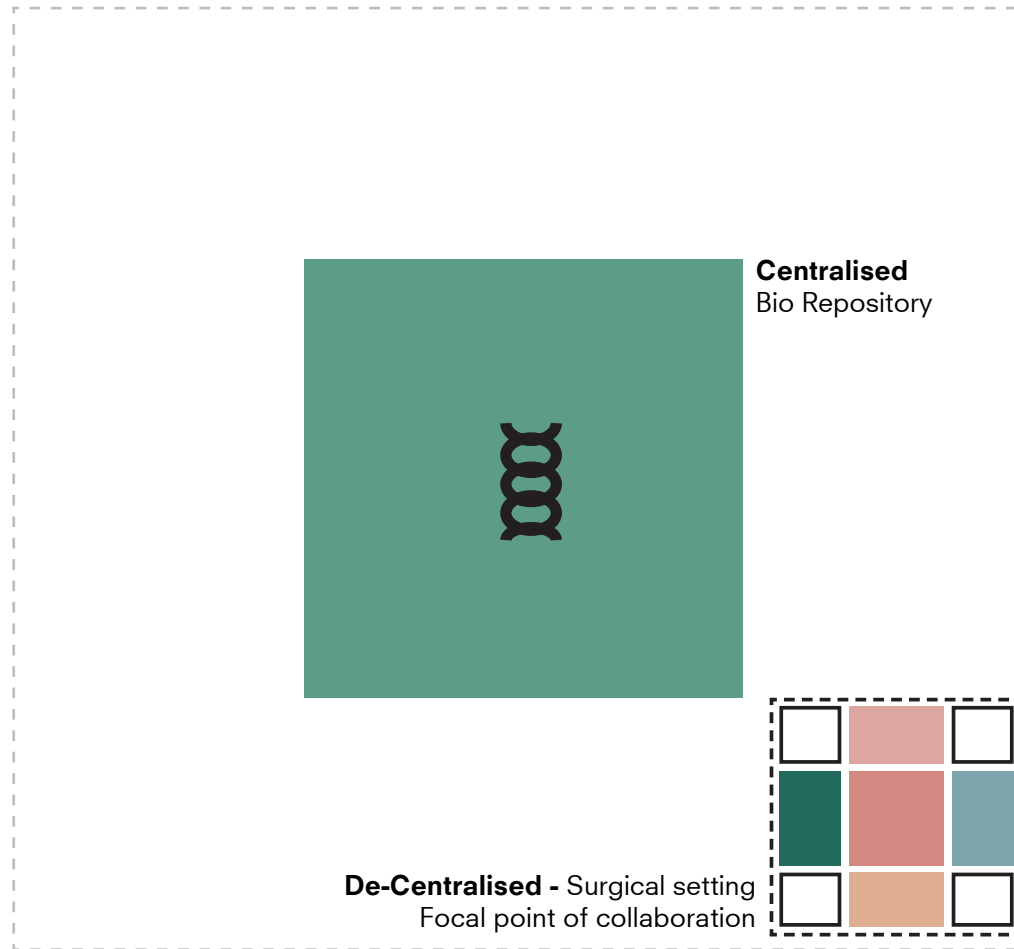 Centralised
Bio Repository
De-Centralised - Surgical setting
Focal point of collaboration